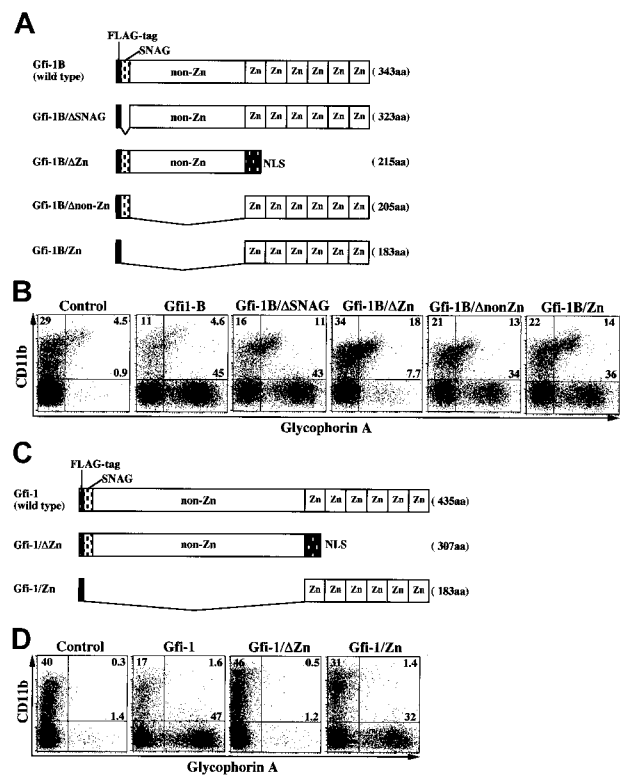 A
FLAG-tag
SNAG
Gfi-1B
(wild type)
non-Zn Zn Zn Zn Zn Zn Zn (343aa)
Gfi-1B/ΔSNAG non-Zn Zn Zn Zn Zn Zn Zn (323aa)
Gfi-1B/ΔZn non-Zn NLS (215aa)
Gfi-1B/Δnon-Zn Zn Zn Zn Zn Zn Zn (205aa)
Gfi-1B/Zn Zn Zn Zn Zn Zn Zn (183aa)
B
Control Gfi1-B Gfi-1B/ΔSNAG Gfi-1B/ΔZn Gfi-1B/ΔnonZn Gfi-1B/Zn
29 4.5 11 4.6 16 11 34 18 21 13 22 14
0.9 45 43 7.7 34 36
CD11b
Glycophorin A
C
FLAG-tag
SNAG
Gfi-1
(wild type)
non-Zn Zn Zn Zn Zn Zn Zn (435aa)
Gfi-1/ΔZn non-Zn NLS (307aa)
Gfi-1/Zn Zn Zn Zn Zn Zn Zn (183aa)
D
Control Gfi-1 Gfi-1/ΔZn Gfi-1/Zn
40 0.3 17 1.6 46 0.5 31 1.4
1.4 47 1.2 32
CD11b
Glycophorin A